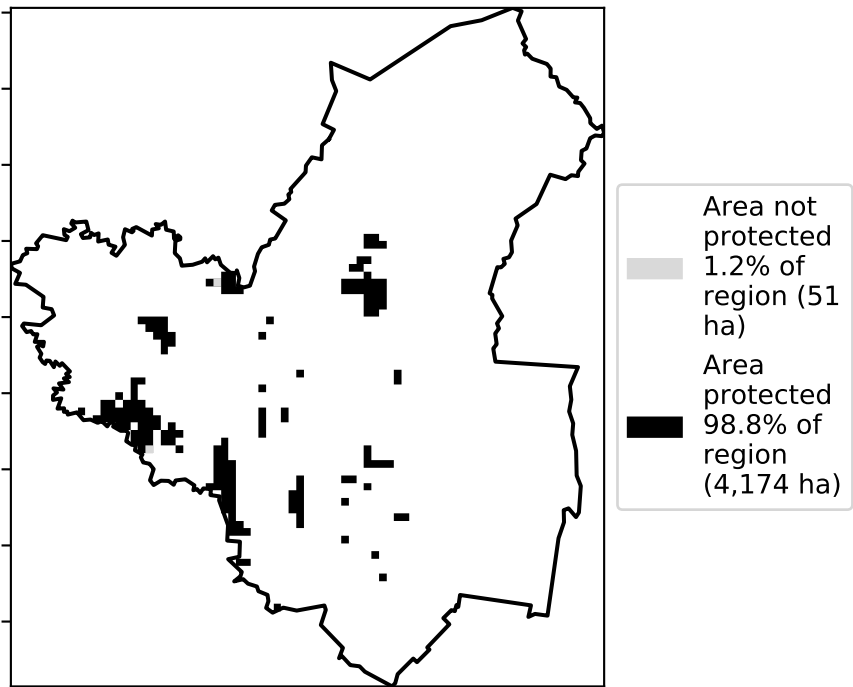 Area not
protected
1.2% of
region (51
ha)
Area
protected
98.8% of
region
(4,174 ha)